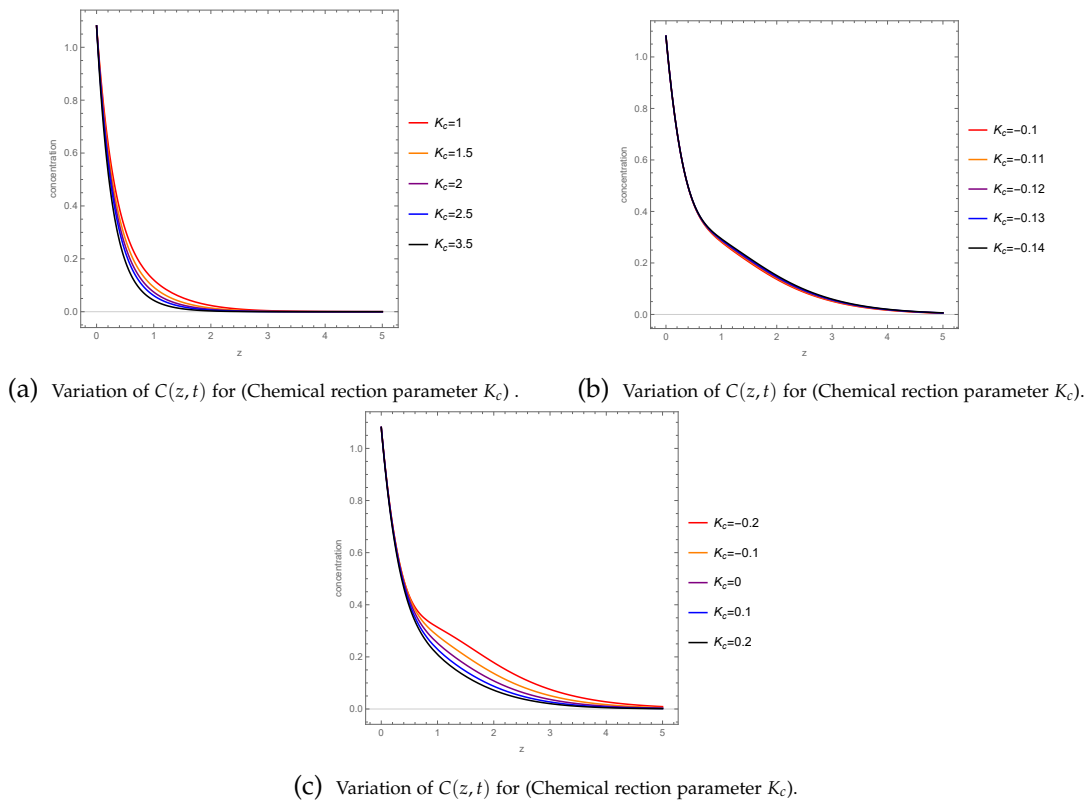 1.0
0.8
0.6
0.4
0.2
0.0
concentration
0 1 2 3 4 5
z
K_c=1
K_c=1.5
K_c=2
K_c=2.5
K_c=3.5
(a) Variation of C(z, t) for (Chemical rection parameter K_c) .
1.0
0.8
0.6
0.4
0.2
0.0
concentration
0 1 2 3 4 5
z
K_c=-0.1
K_c=-0.11
K_c=-0.12
K_c=-0.13
K_c=-0.14
(b) Variation of C(z, t) for (Chemical rection parameter K_c).
1.0
0.8
0.6
0.4
0.2
0.0
concentration
0 1 2 3 4 5
z
K_c=-0.2
K_c=-0.1
K_c=0
K_c=0.1
K_c=0.2
(c) Variation of C(z, t) for (Chemical rection parameter K_c).